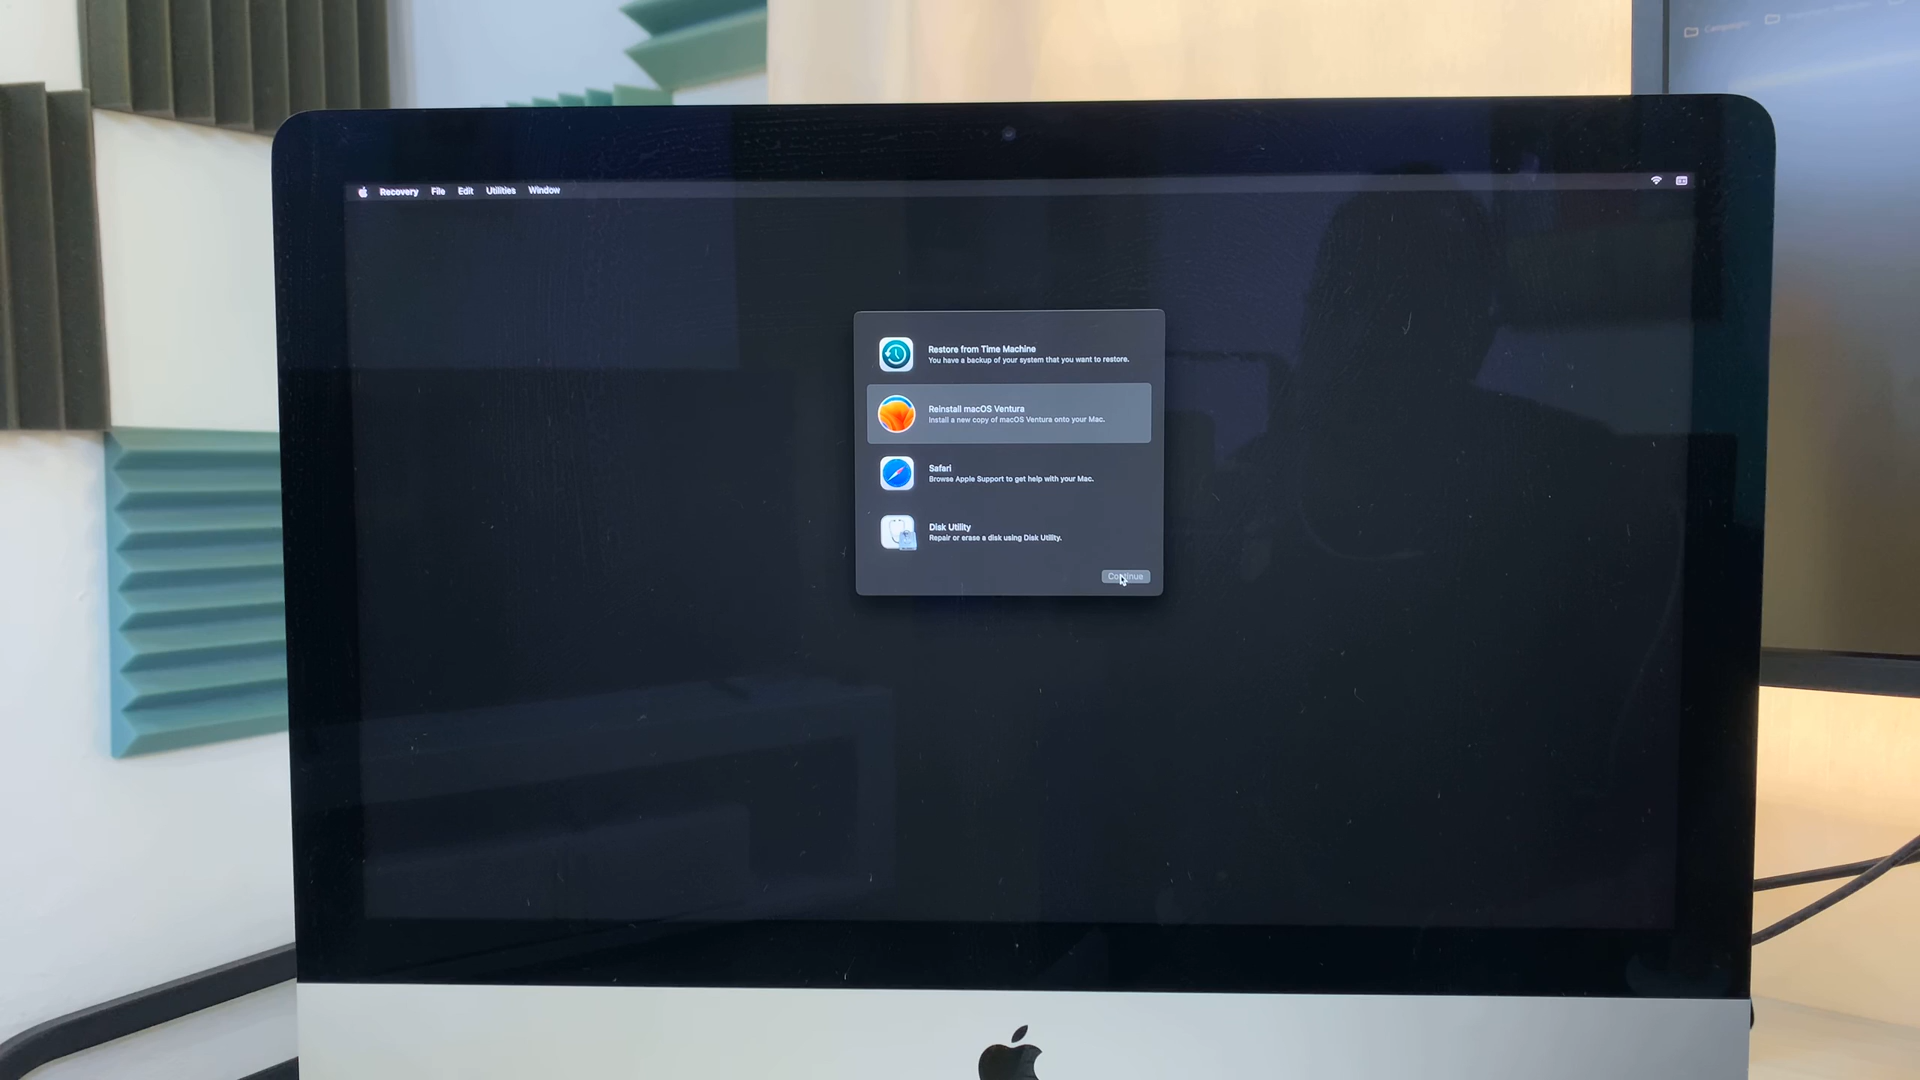 Recovery File Edit Utilities Window
Restore from Time Machine
You have a backup of your system that you want to restore.
Reinstall macOS Ventura
Install a new copy of macOS Ventura onto your Mac.
Safari
Browse Apple Support to get help with your Mac.
Disk Utility
Repair or erase a disk using Disk Utility.
Continue